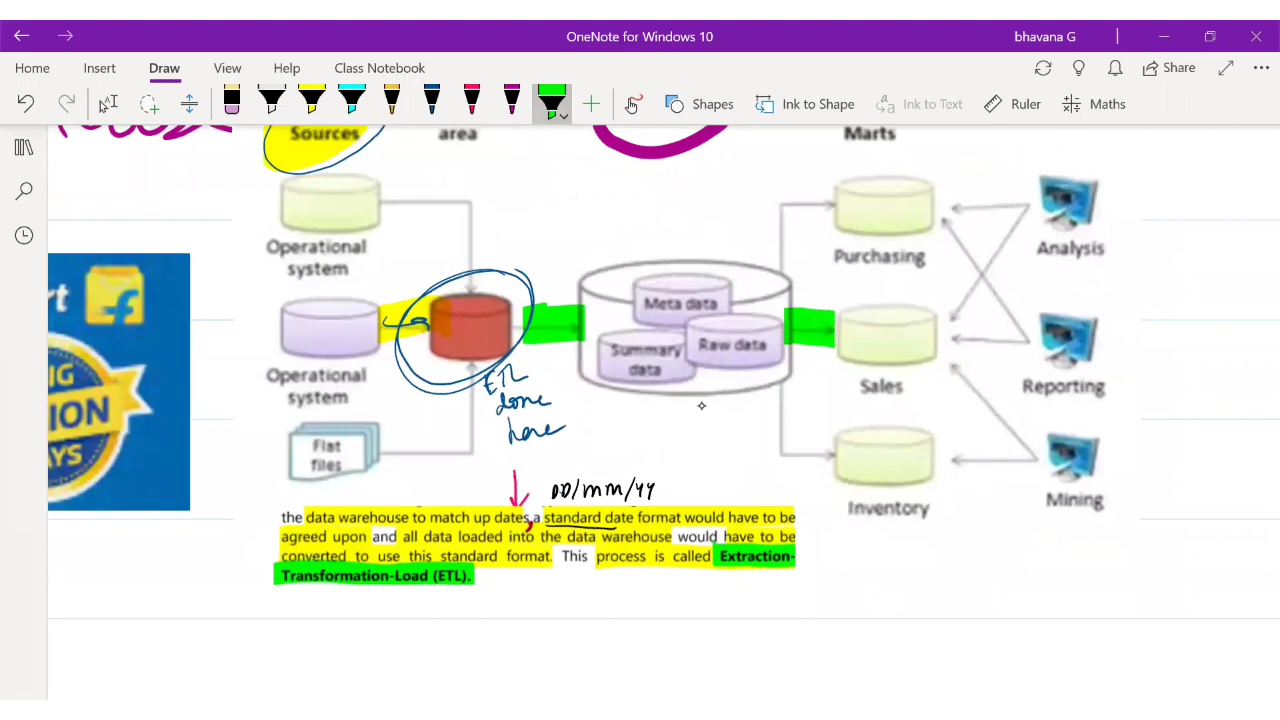 OneNote for Windows 10
bhavana G
Home Insert Draw View Help Class Notebook
Share
Shapes Ink to Shape Ink to Text Ruler Maths
Sources
area
Marts
Operational
system
Purchasing
Analysis
Meta data
Summary
data
Raw data
Operational
system
Sales
Reporting
ETL
done
here
Flat
files
Inventory
Mining
DD/MM/YY
the data warehouse to match up dates, a standard date format would have to be
agreed upon and all data loaded into the data warehouse would have to be
converted to use this standard format. This process is called Extraction-
Transformation-Load (ETL).